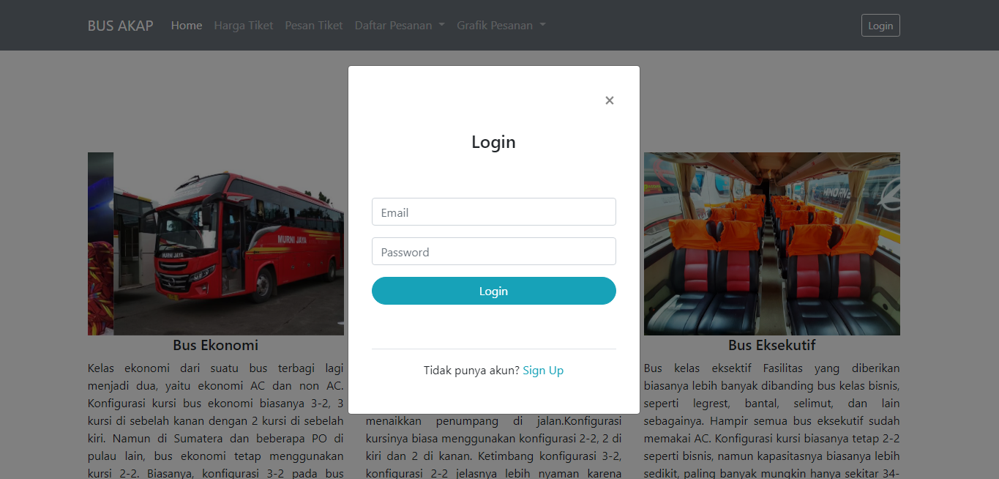 BUS AKAP Home Harga Tiket Pesan Tiket Daftar Pesanan Grafik Pesanan Login
×
Login
Email
Password
Login
Tidak punya akun? Sign Up
MURNI JAYA
MURNI JAYA
Bus Ekonomi
Kelas ekonomi dari suatu bus terbagi lagi
menjadi dua, yaitu ekonomi AC dan non AC.
Konfigurasi kursi bus ekonomi biasanya 3-2, 3
kursi di sebelah kanan dengan 2 kursi di sebelah
kiri. Namun di Sumatera dan beberapa PO di
pulau lain, bus ekonomi tetap menggunakan
kursi 2-2. Biasanya, konfigurasi 3-2 pada bus
menaikkan penumpang di jalan.Konfigurasi
kursinya biasa menggunakan konfigurasi 2-2, 2 di
kiri dan 2 di kanan. Ketimbang konfigurasi 3-2,
konfigurasi 2-2 jelasnya lebih nyaman karena
Bus Eksekutif
Bus kelas eksektif Fasilitas yang diberikan
biasanya lebih banyak dibanding bus kelas bisnis,
seperti legrest, bantal, selimut, dan lain
sebagainya. Hampir semua bus eksekutif sudah
memakai AC. Konfigurasi kursi biasanya tetap 2-2
seperti bisnis, namun kapasitasnya biasanya lebih
sedikit, paling banyak mungkin hanya sekitar 34-